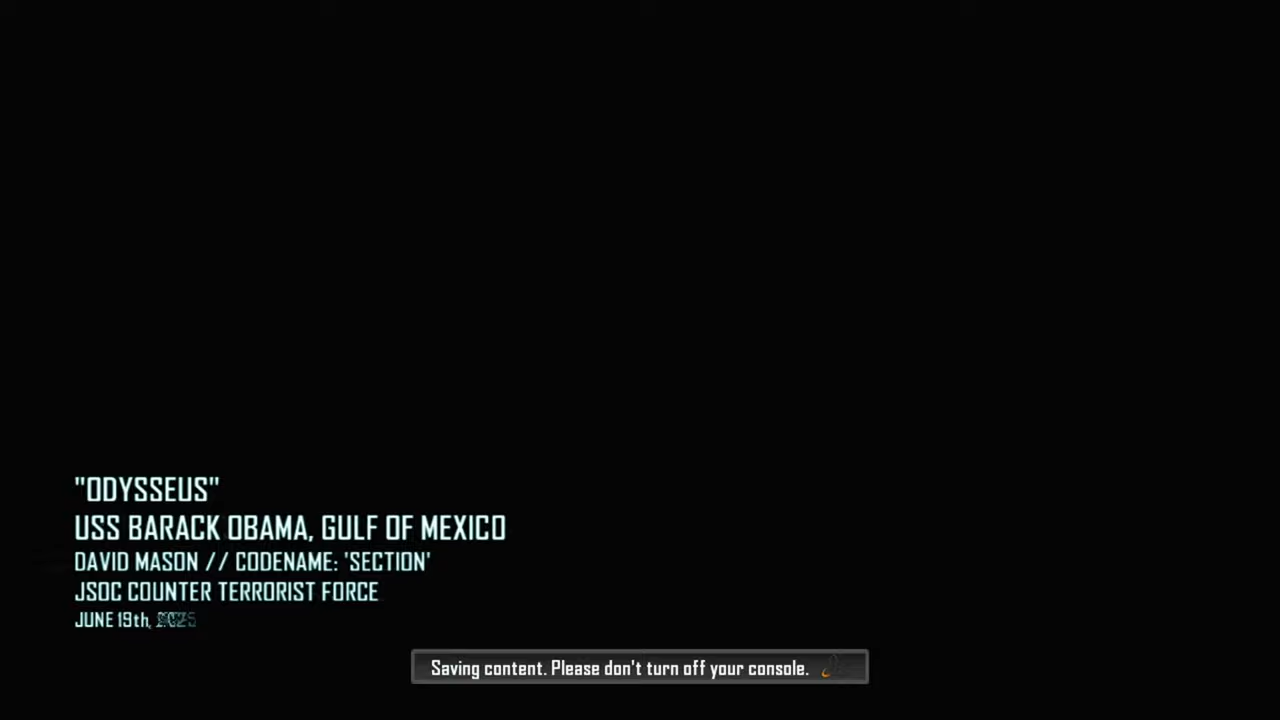 "ODYSSEUS"
USS BARACK OBAMA, GULF OF MEXICO
DAVID MASON // CODENAME: 'SECTION'
JSOC COUNTER TERRORIST FORCE
JUNE 19th,
Saving content. Please don't turn off your console.